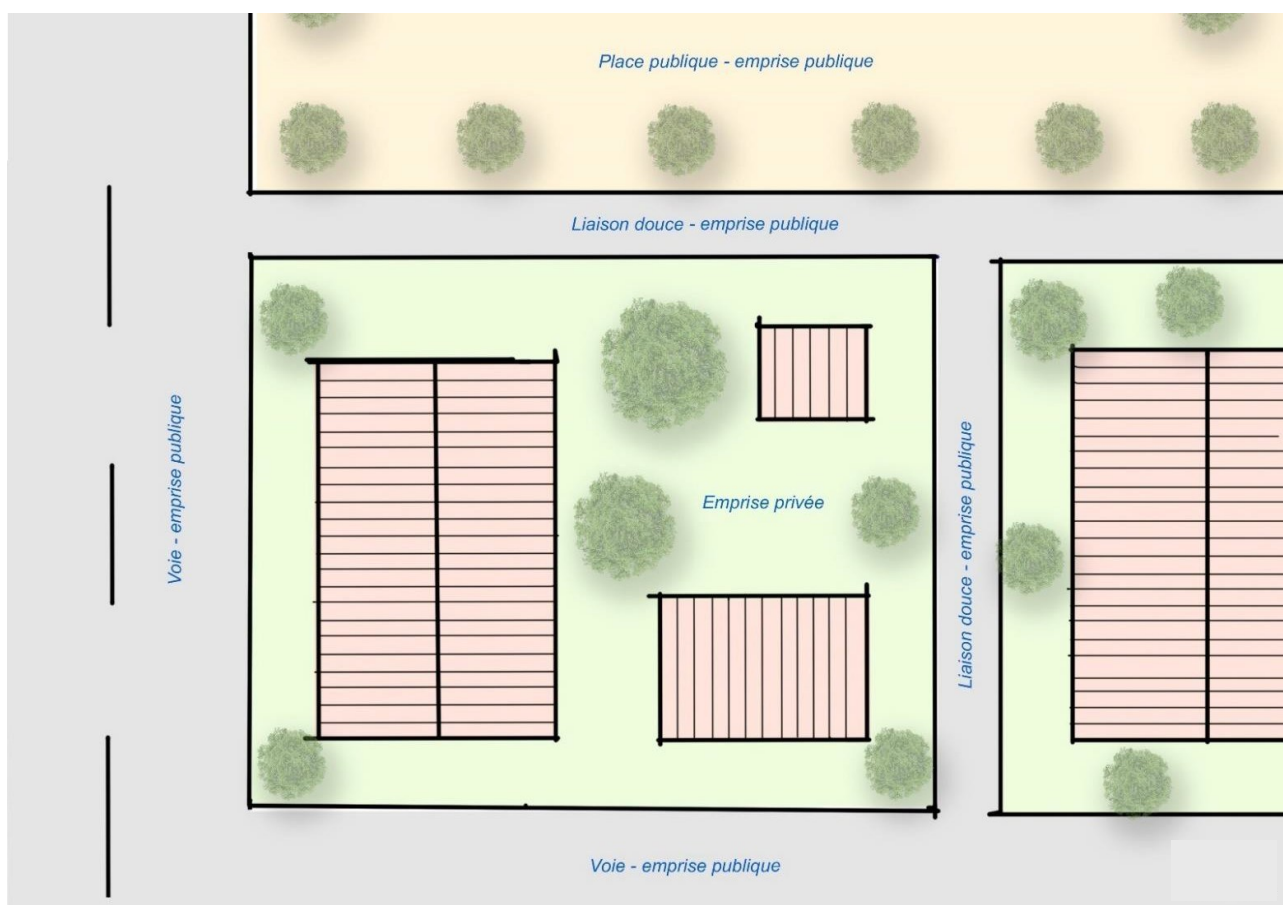 Place publique - emprise publique
Liaison douce - emprise publique
Voie - emprise publique
Emprise privée
Liaison douce - emprise publique
Voie - emprise publique